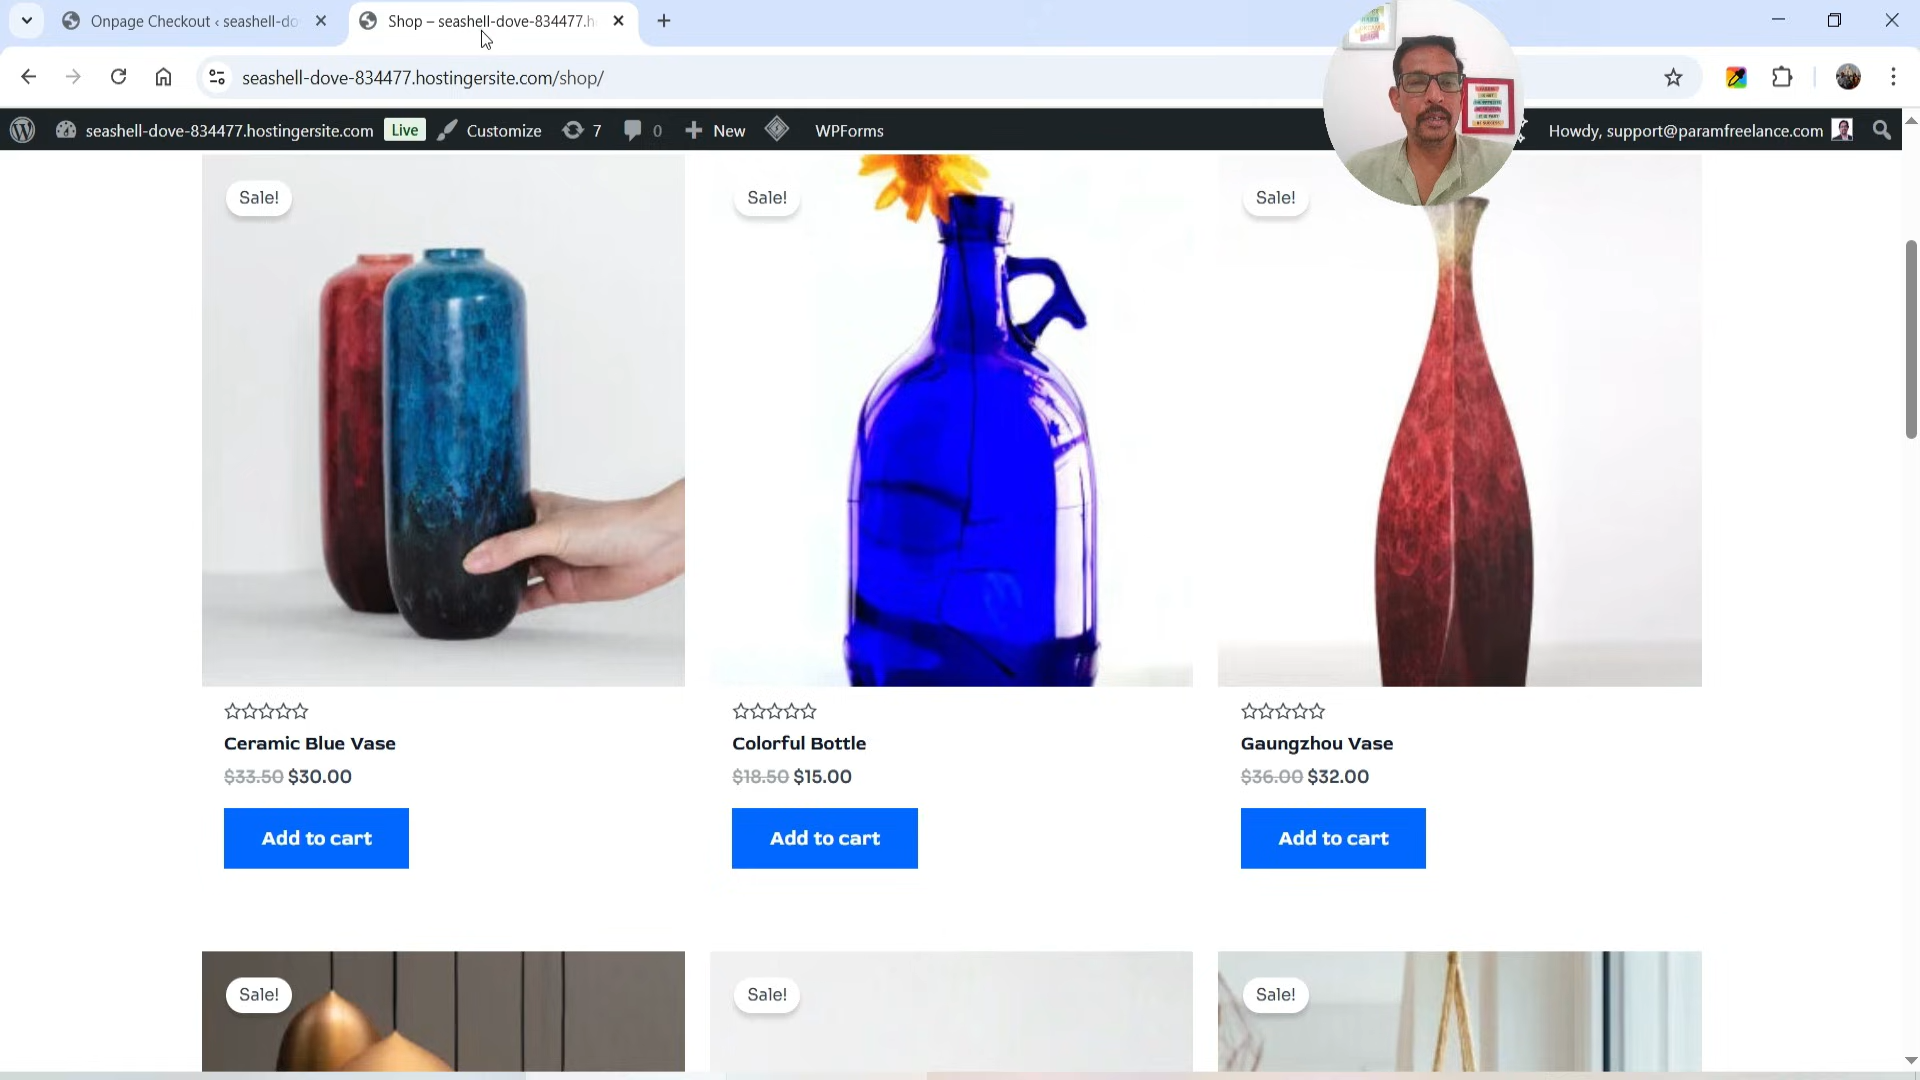 Onpage Checkout ‹ seashell-do
Shop – seashell-dove-834477.h
seashell-dove-834477.hostingersite.com/shop/
seashell-dove-834477.hostingersite.com Live Customize 7 0 New WPForms Howdy, support@paramfreelance.com
Sale! Sale! Sale!
Ceramic Blue Vase
$33.50 $30.00
Add to cart
Colorful Bottle
$18.50 $15.00
Add to cart
Gaungzhou Vase
$36.00 $32.00
Add to cart
Sale! Sale! Sale!